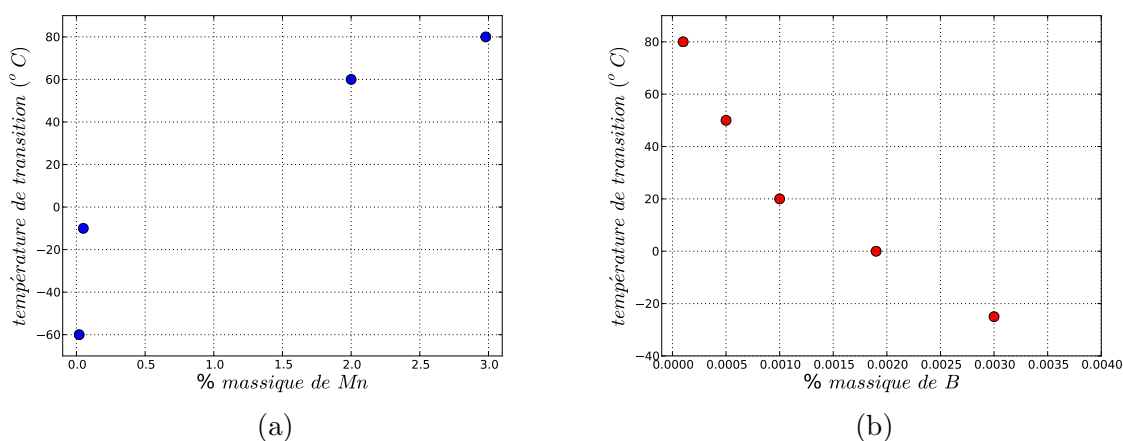 température de transition (° C)
80
60
40
20
0
−20
−40
−60
0.0 0.5 1.0 1.5 2.0 2.5 3.0
% massique de Mn
(a)
température de transition (° C)
80
60
40
20
0
−20
−40
0.0000 0.0005 0.0010 0.0015 0.0020 0.0025 0.0030 0.0035 0.0040
% massique de B
(b)